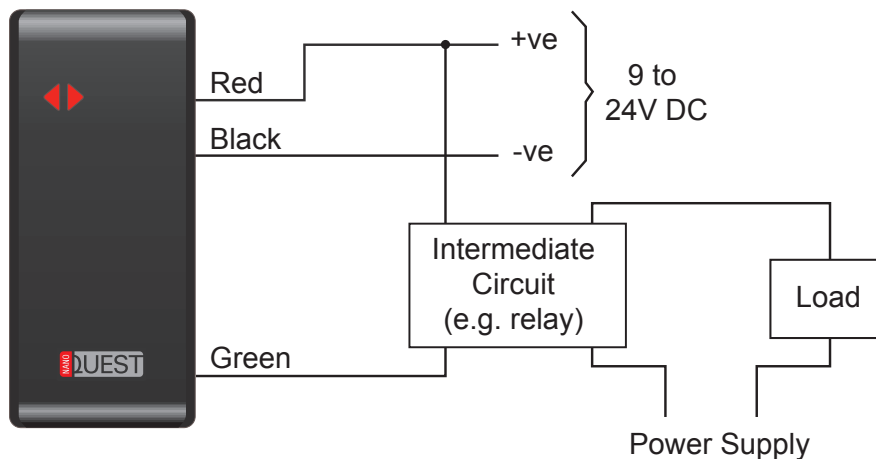 Red
+ve
9 to
24V DC
Black
-ve
Intermediate
Circuit
(e.g. relay)
Load
Green
NANO
QUEST
Power Supply